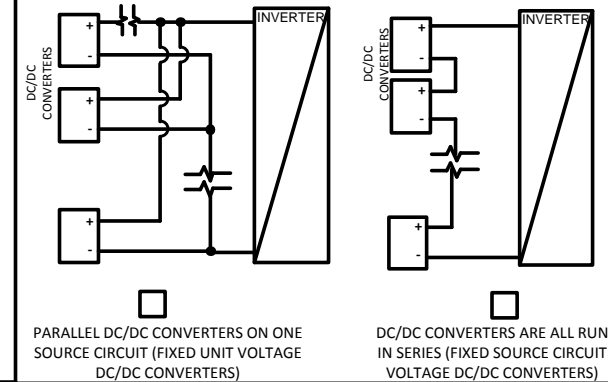 DC/DC
CONVERTERS
+
-
+
-
+
-
INVERTER
PARALLEL DC/DC CONVERTERS ON ONE
SOURCE CIRCUIT (FIXED UNIT VOLTAGE
DC/DC CONVERTERS)
DC/DC
CONVERTERS
+
-
+
-
+
-
INVERTER
DC/DC CONVERTERS ARE ALL RUN
IN SERIES (FIXED SOURCE CIRCUIT
VOLTAGE DC/DC CONVERTERS)